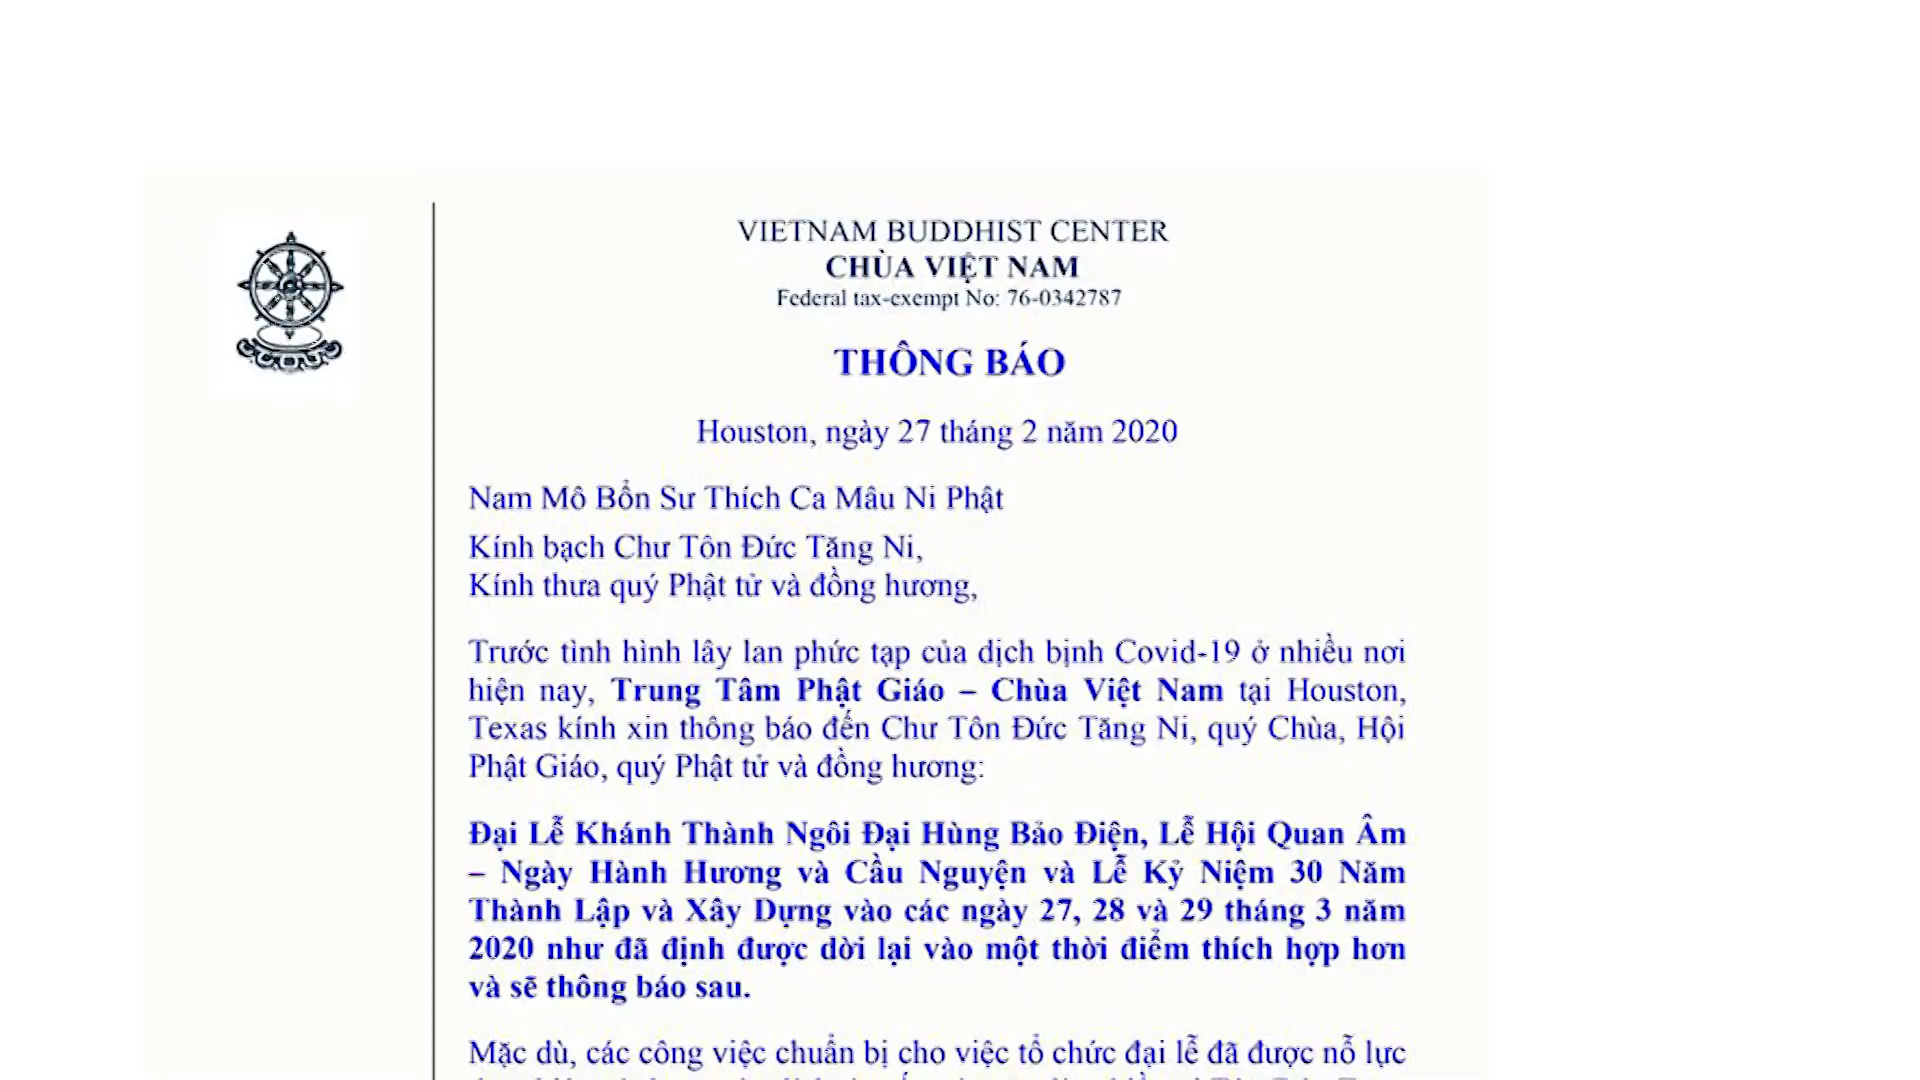 VIETNAM BUDDHIST CENTER
CHÙA VIỆT NAM
Federal tax-exempt No: 76-0342787
THÔNG BÁO
Houston, ngày 27 tháng 2 năm 2020
Nam Mô Bổn Sư Thích Ca Mâu Ni Phật
Kính bạch Chư Tôn Đức Tăng Ni,
Kính thưa quý Phật tử và đồng hương,
Trước tình hình lây lan phức tạp của dịch bịnh Covid-19 ở nhiều nơi
hiện nay, Trung Tâm Phật Giáo – Chùa Việt Nam tại Houston,
Texas kính xin thông báo đến Chư Tôn Đức Tăng Ni, quý Chùa, Hội
Phật Giáo, quý Phật tử và đồng hương:
Đại Lễ Khánh Thành Ngôi Đại Hùng Bảo Điện, Lễ Hội Quan Âm
– Ngày Hành Hương và Cầu Nguyện và Lễ Kỷ Niệm 30 Năm
Thành Lập và Xây Dựng vào các ngày 27, 28 và 29 tháng 3 năm
2020 như đã định được dời lại vào một thời điểm thích hợp hơn
và sẽ thông báo sau.
Mặc dù, các công việc chuẩn bị cho việc tổ chức đại lễ đã được nỗ lực